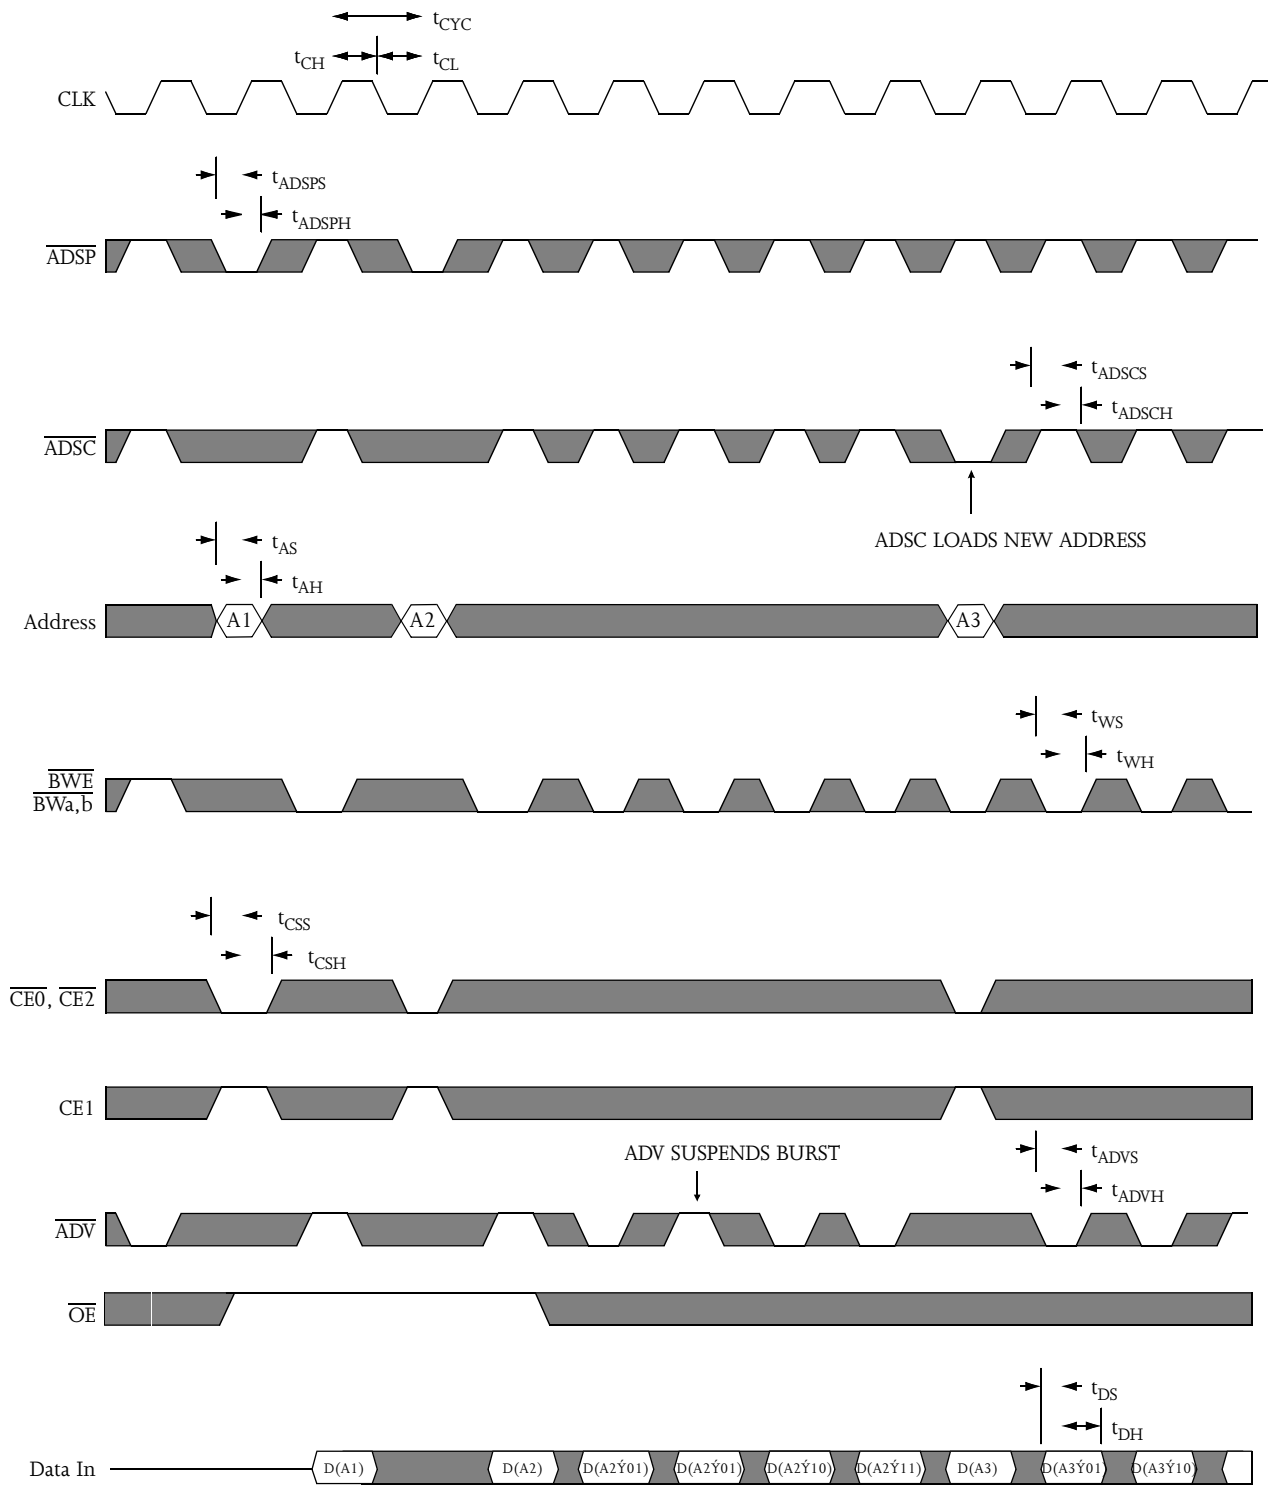 tCYC
tCH
tCL
CLK
tADSPS
tADSPH
ADSP
tADSCS
tADSCH
ADSC
ADSC LOADS NEW ADDRESS
tAS
tAH
Address
A1
A2
A3
tWS
tWH
BWE
BWa,b
tCSS
tCSH
CE0, CE2
CE1
ADV SUSPENDS BURST
tADVS
tADVH
ADV
OE
tDS
tDH
Data In
D(A1)
D(A2)
D(A2Ý01)
D(A2Ý01)
D(A2Ý10)
D(A2Ý11)
D(A3)
D(A3Ý01)
D(A3Ý10)